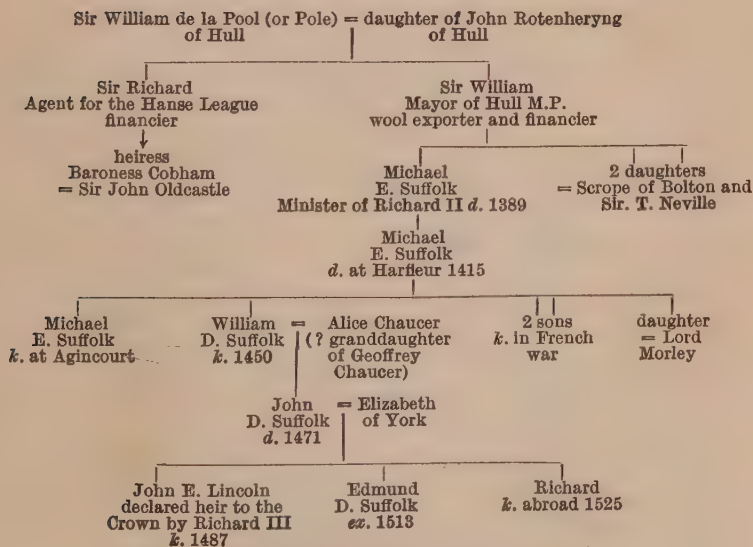 Sir William de la Pool (or Pole) = daughter of John Rotenheryng
of Hull of Hull
Sir Richard
Agent for the Hanse League
financier
Sir William
Mayor of Hull M.P.
wool exporter and financier
heiress
Baroness Cobham
= Sir John Oldcastle
Michael
E. Suffolk
Minister of Richard II d. 1389
2 daughters
= Scrope of Bolton and
Sir. T. Neville
Michael
E. Suffolk
d. at Harfleur 1415
Michael
E. Suffolk
k. at Agincourt
William =
D. Suffolk
k. 1450
Alice Chaucer
(? granddaughter
of Geoffrey
Chaucer)
2 sons
k. in French
war
daughter
= Lord
Morley
John = Elizabeth
D. Suffolk of York
d. 1471
John E. Lincoln
declared heir to the
Crown by Richard III
k. 1487
Edmund
D. Suffolk
ex. 1513
Richard
k. abroad 1525